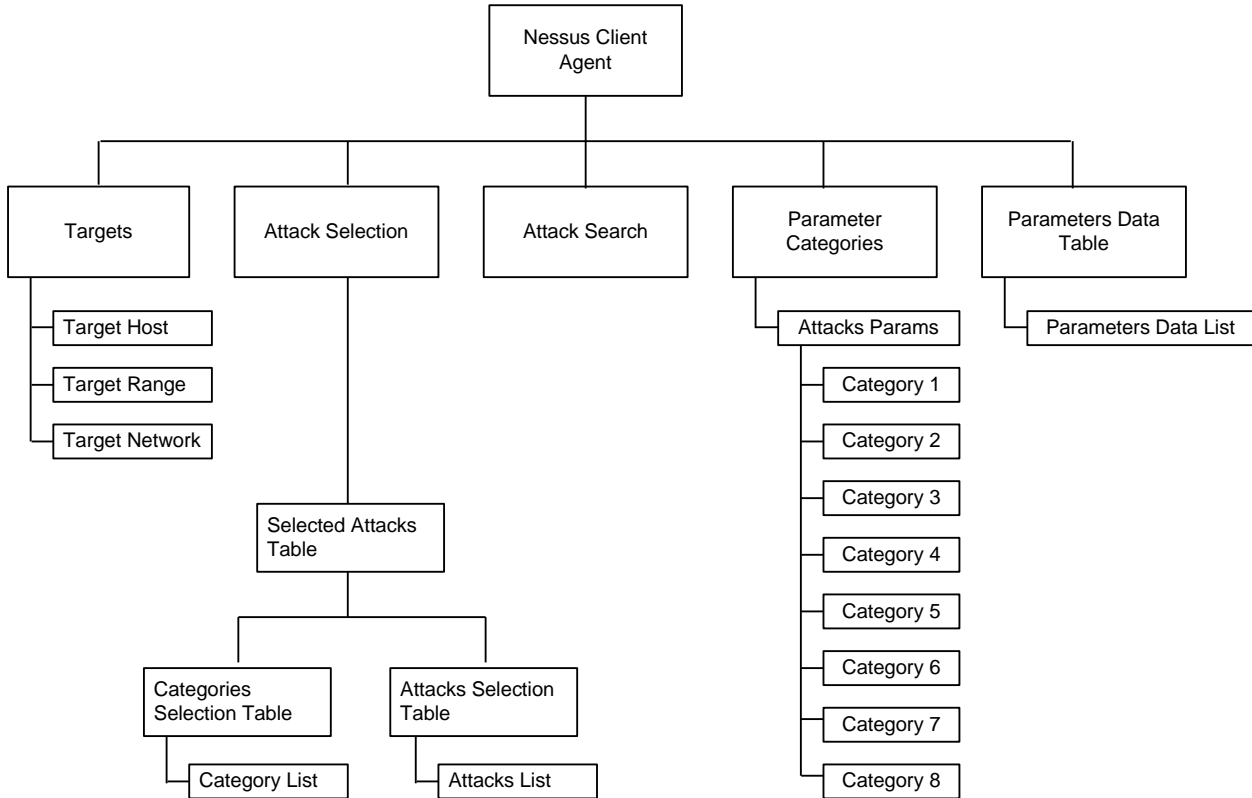 Nessus Client
Agent
Targets
Attack Selection
Attack Search
Parameter
Categories
Parameters Data
Table
Target Host
Target Range
Target Network
Selected Attacks
Table
Categories
Selection Table
Category List
Attacks Selection
Table
Attacks List
Attacks Params
Category 1
Category 2
Category 3
Category 4
Category 5
Category 6
Category 7
Category 8
Parameters Data List